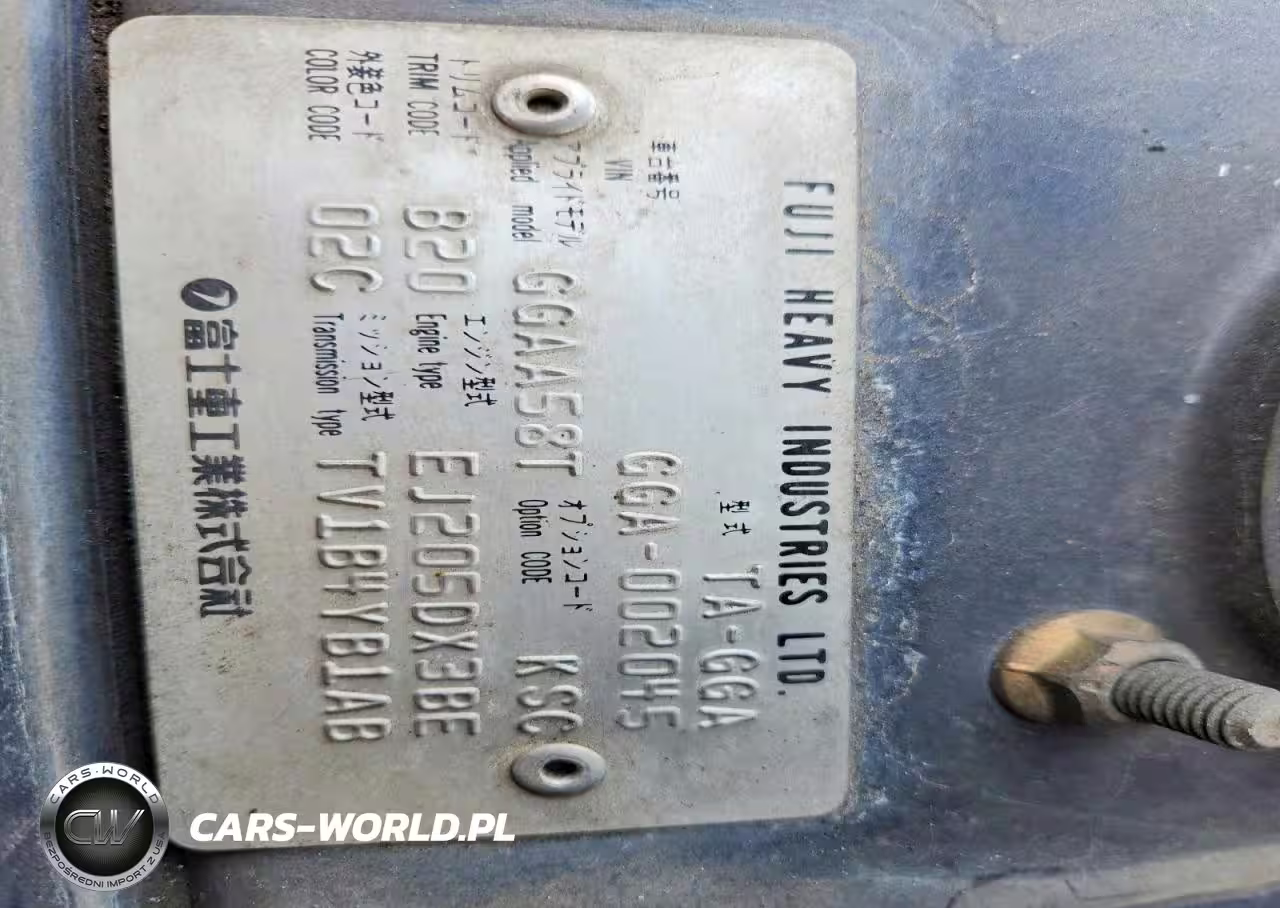 FUJI HEAVY INDUSTRIES LTD.
型式 TA-GGA
車台番号
VIN GGA-002045
アプライドモデル オプションコード
Applied model GGAA58T Option CODE KSC
トリムコード エンジン型式
TRIM CODE B20 Engine type EJ205DX3BE
外装色コード ミッション型式
COLOR CODE 02C Transmission type TV1B4YB1AB
富士重工業株式会社
CARS-WORLD
CW
BEZPOŚREDNI IMPORT Z USA
CARS-WORLD.PL